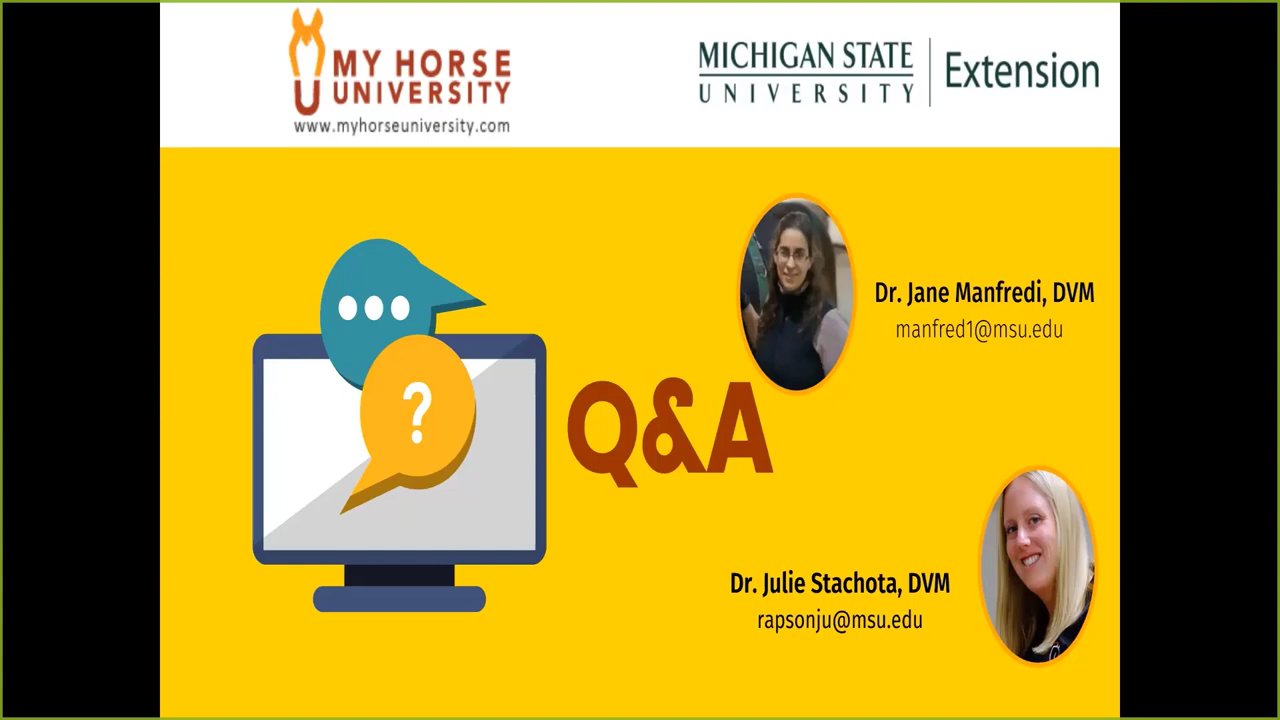 MY HORSE
UNIVERSITY
www.myhorseuniversity.com
MICHIGAN STATE
UNIVERSITY
Extension
?
Q&A
Dr. Jane Manfredi, DVM
manfred1@msu.edu
Dr. Julie Stachota, DVM
rapsonju@msu.edu